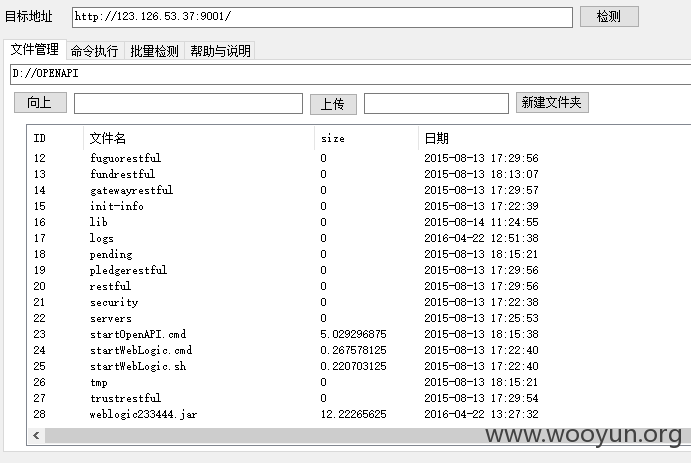 目标地址 http://123.126.53.37:9001/ 检测
文件管理 命令执行 批量检测 帮助与说明
D://OPENAPI
向上 上传 新建文件夹
ID 文件名 size 日期
12 fuguorestful 0 2015-08-13 17:29:56
13 fundrestful 0 2015-08-13 18:13:07
14 gatewayrestful 0 2015-08-13 17:29:57
15 init-info 0 2015-08-13 17:22:39
16 lib 0 2015-08-14 11:24:55
17 logs 0 2016-04-22 12:51:38
18 pending 0 2015-08-13 18:15:21
19 pledgerestful 0 2015-08-13 17:29:56
20 restful 0 2015-08-13 17:29:56
21 security 0 2015-08-13 17:22:38
22 servers 0 2015-08-13 17:25:53
23 startOpenAPI.cmd 5.029296875 2015-08-13 18:15:38
24 startWebLogic.cmd 0.267578125 2015-08-13 17:22:40
25 startWebLogic.sh 0.220703125 2015-08-13 17:22:40
26 tmp 0 2015-08-13 18:15:21
27 trustrestful 0 2015-08-13 17:29:54
28 weblogic233444.jar 12.22265625 2016-04-22 13:27:32
www.wooyun.org